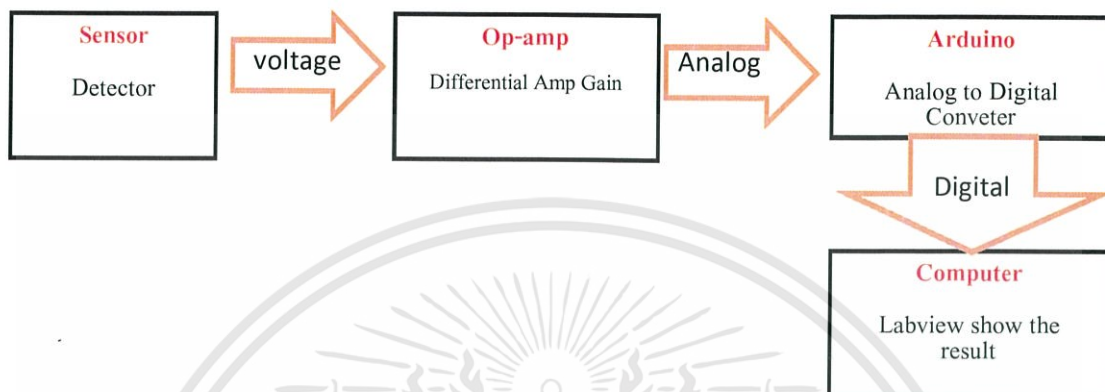 Sensor
Detector
voltage
Op-amp
Differential Amp Gain
Analog
Arduino
Analog to Digital
Conveter
Digital
Computer
Labview show the
result